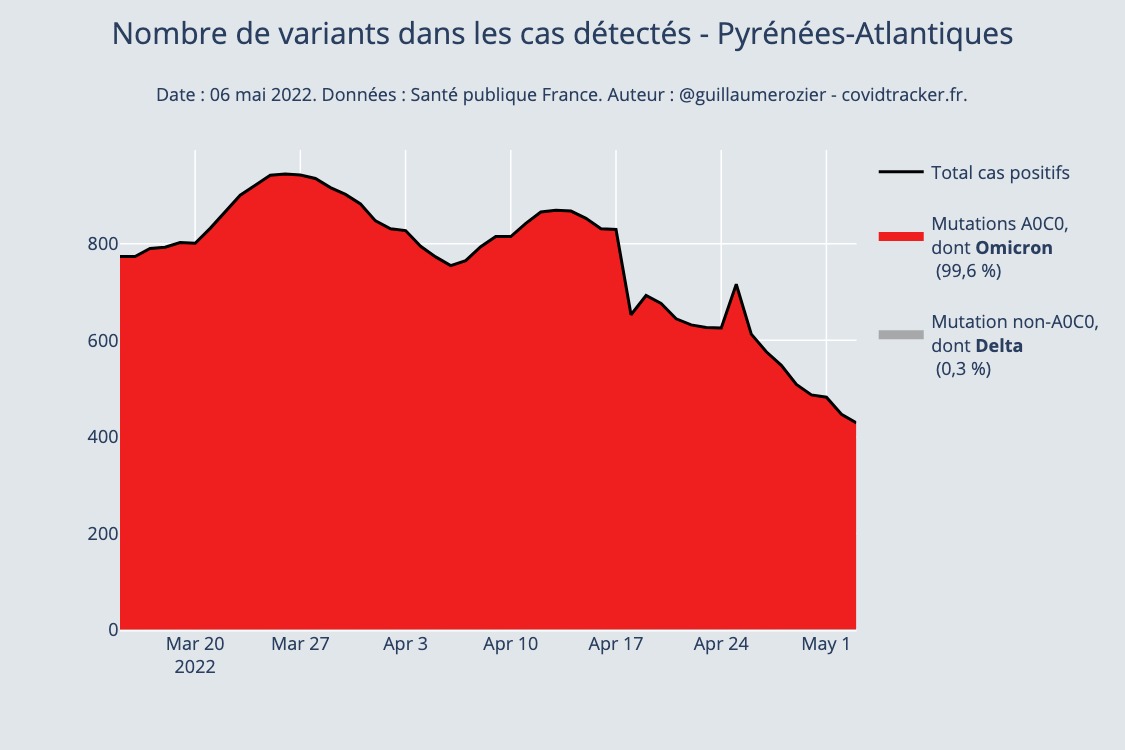 Nombre de variants dans les cas détectés - Pyrénées-Atlantiques
Date : 06 mai 2022. Données : Santé publique France. Auteur : @guillaumerozier - covidtracker.fr.
Total cas positifs
Mutations A0C0,
dont Omicron
(99,6 %)
Mutation non-A0C0,
dont Delta
(0,3 %)
800
600
400
200
0
Mar 20
2022
Mar 27
Apr 3
Apr 10
Apr 17
Apr 24
May 1